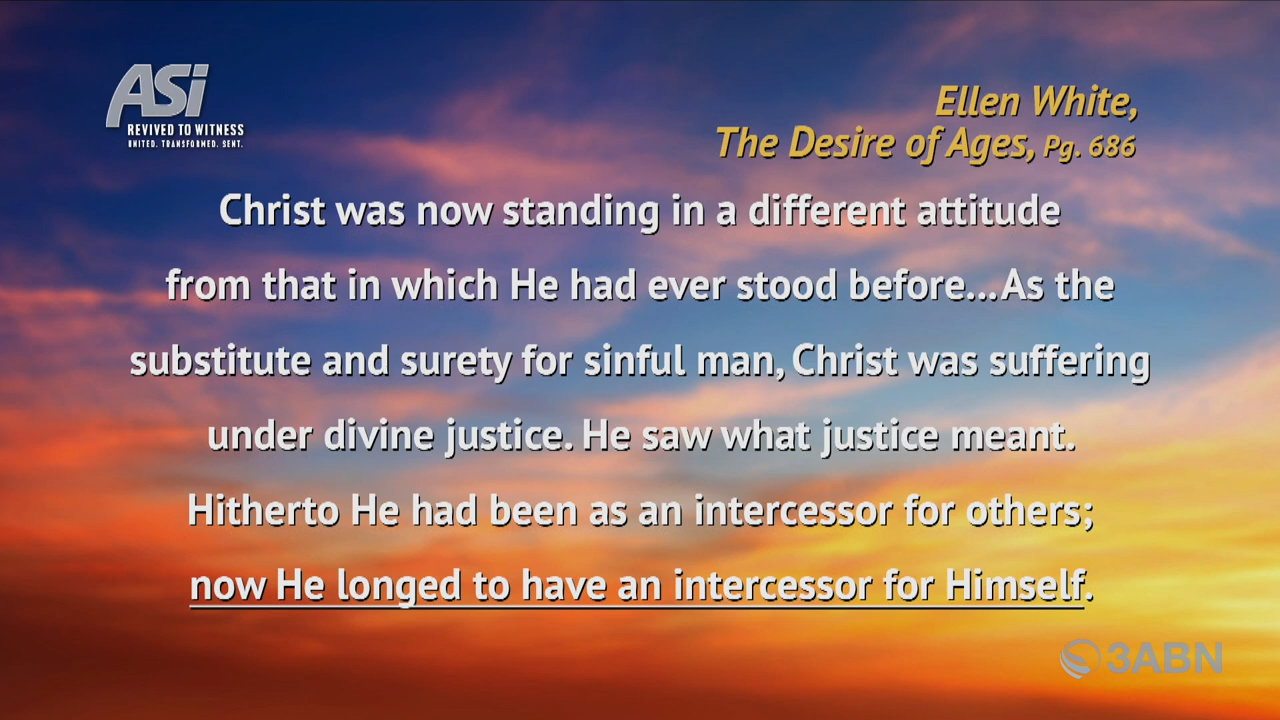 ASi
REVIVED TO WITNESS
UNITED. TRANSFORMED. SENT.
Ellen White,
The Desire of Ages, Pg. 686
Christ was now standing in a different attitude
from that in which He had ever stood before...As the
substitute and surety for sinful man, Christ was suffering
under divine justice. He saw what justice meant.
Hitherto He had been as an intercessor for others;
now He longed to have an intercessor for Himself.
3ABN